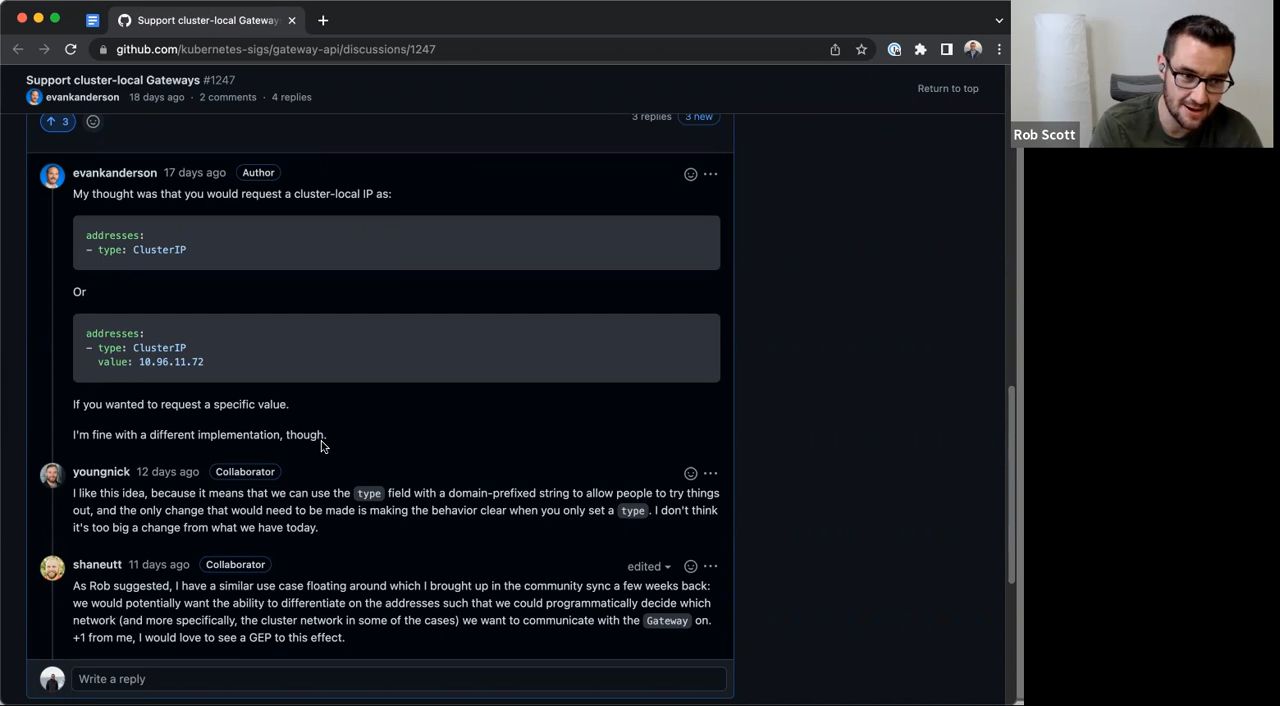 Support cluster-local Gateway
github.com/kubernetes-sigs/gateway-api/discussions/1247
Support cluster-local Gateways #1247
evankanderson 18 days ago · 2 comments · 4 replies
Return to top
Rob Scott
3
3 replies
3 new
evankanderson 17 days ago Author
My thought was that you would request a cluster-local IP as:
addresses:
- type: ClusterIP
Or
addresses:
- type: ClusterIP
value: 10.96.11.72
If you wanted to request a specific value.
I'm fine with a different implementation, though.
youngnick 12 days ago Collaborator
I like this idea, because it means that we can use the type field with a domain-prefixed string to allow people to try things
out, and the only change that would need to be made is making the behavior clear when you only set a type. I don't think
it's too big a change from what we have today.
shaneutt 11 days ago Collaborator
edited
As Rob suggested, I have a similar use case floating around which I brought up in the community sync a few weeks back:
we would potentially want the ability to differentiate on the addresses such that we could programmatically decide which
network (and more specifically, the cluster network in some of the cases) we want to communicate with the Gateway on.
+1 from me, I would love to see a GEP to this effect.
Write a reply